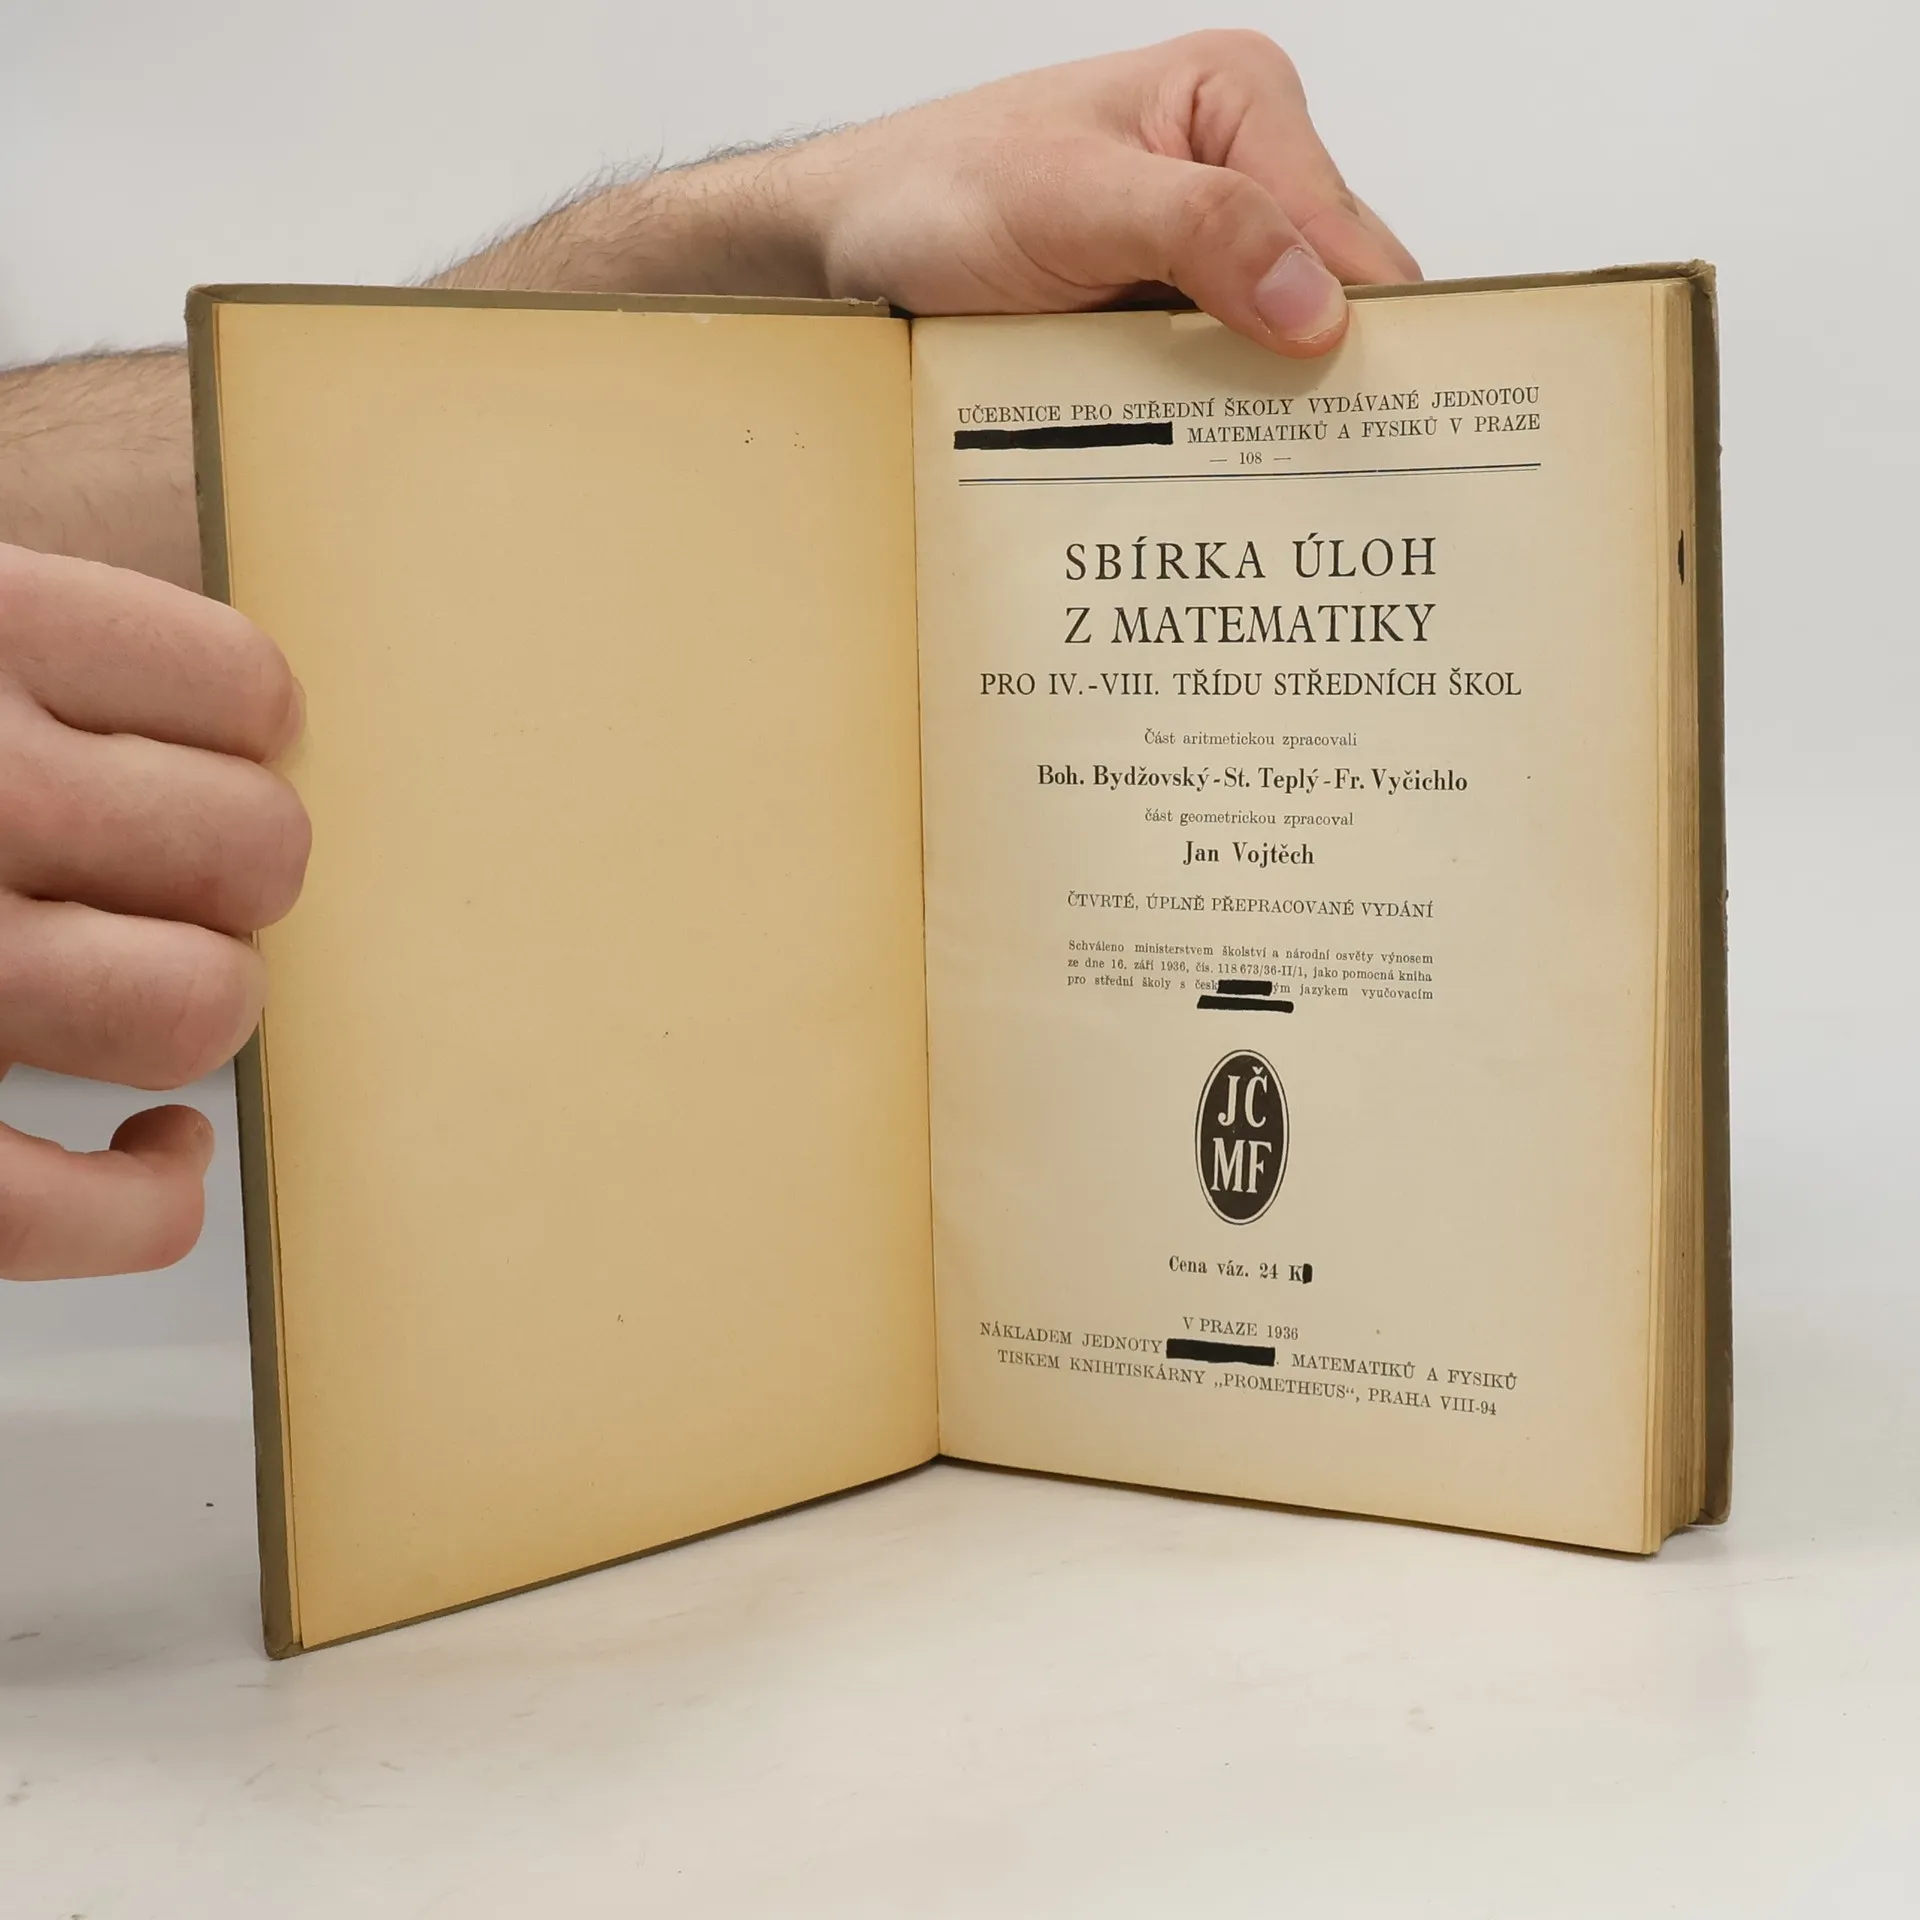 UČEBNICE PRO STŘEDNÍ ŠKOLY VYDÁVANÉ JEDNOTOU
MATEMATIKŮ A FYSIKŮ V PRAZE
— 108 —
SBÍRKA ÚLOH
Z MATEMATIKY
PRO IV.-VIII. TŘÍDU STŘEDNÍCH ŠKOL
Část aritmetickou zpracovali
Boh. Bydžovský-St. Teplý-Fr. Vyčichlo
část geometrickou zpracoval
Jan Vojtěch
ČTVRTÉ, ÚPLNĚ PŘEPRACOVANÉ VYDÁNÍ
Schváleno ministerstvem školství a národní osvěty výnosem
ze dne 16. září 1936, čís. 118 673/36-II/1, jako pomocná kniha
pro střední školy s česk ým jazykem vyučovacím
JČ
MF
Cena váz. 24 K
V PRAZE 1936
NÁKLADEM JEDNOTY MATEMATIKŮ A FYSIKŮ
TISKEM KNIHTISKÁRNY „PROMETHEUS“, PRAHA VIII-94